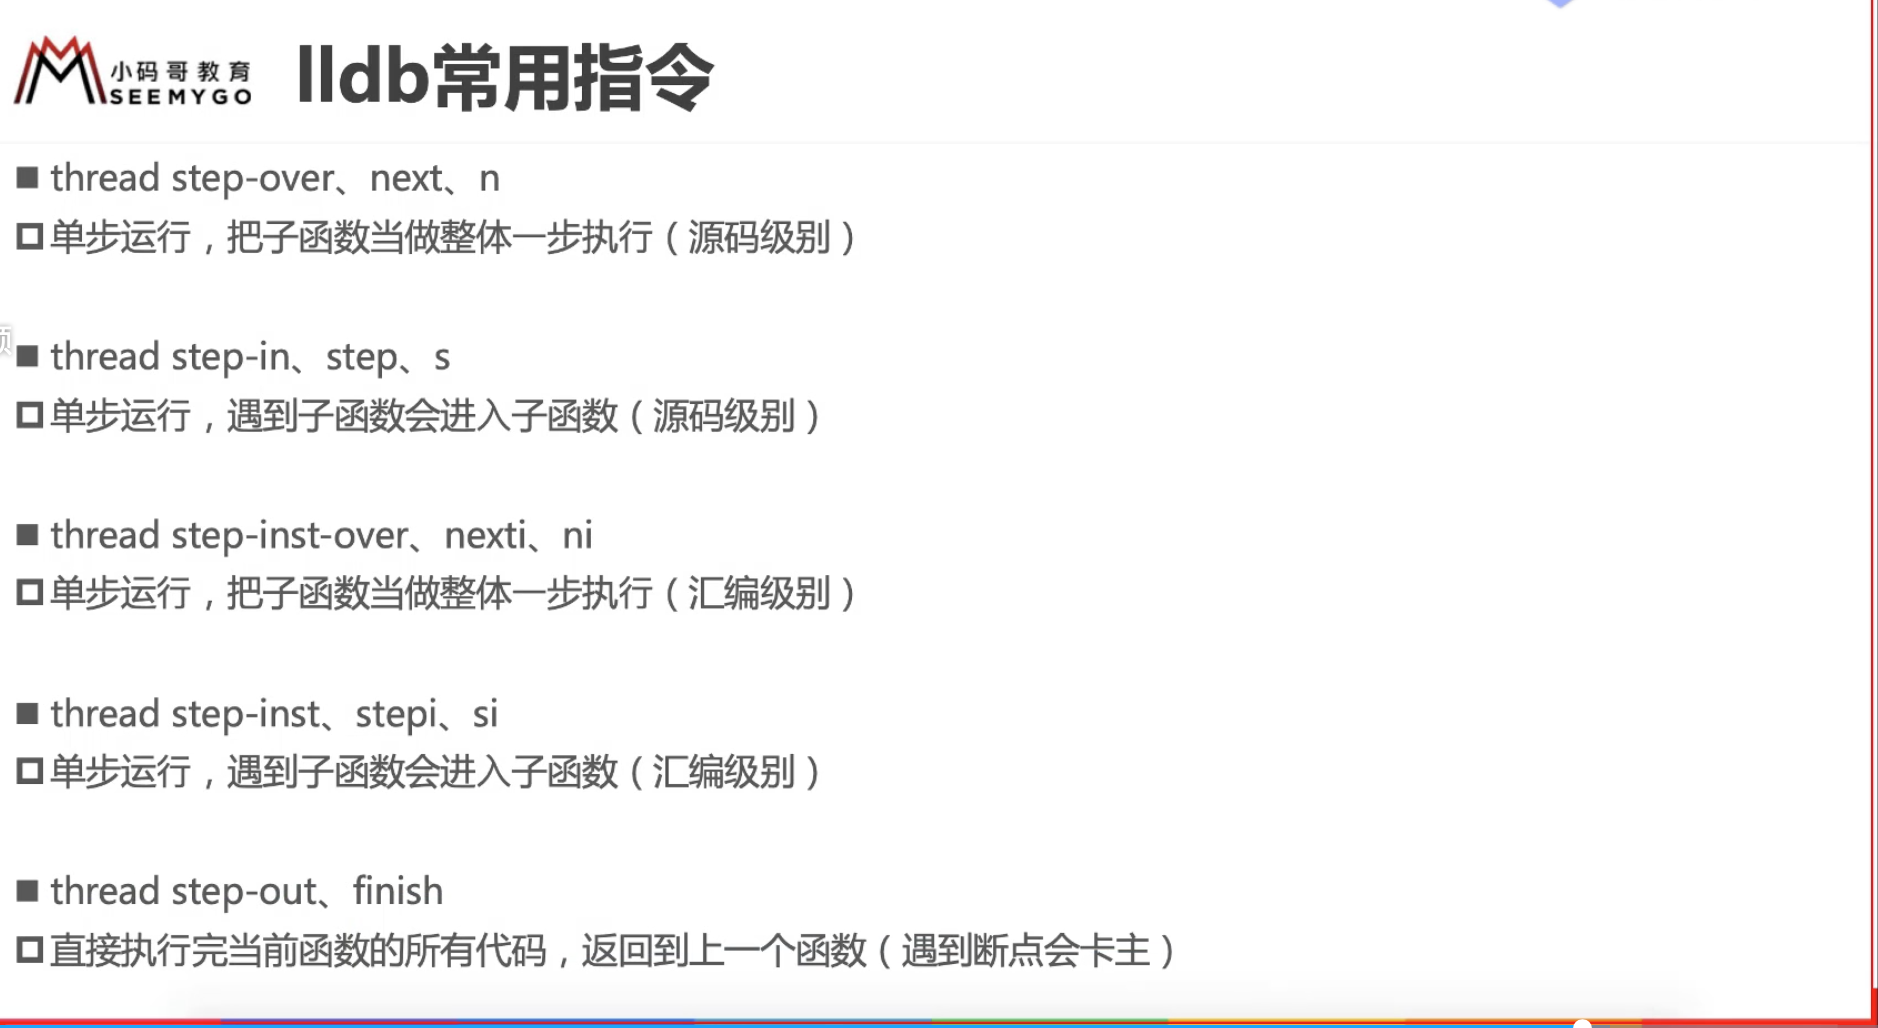 小码哥教育
SEEMYGO
lldb常用指令
thread step-over、next、n
单步运行，把子函数当做整体一步执行（源码级别）
thread step-in、step、s
单步运行，遇到子函数会进入子函数（源码级别）
thread step-inst-over、nexti、ni
单步运行，把子函数当做整体一步执行（汇编级别）
thread step-inst、stepi、si
单步运行，遇到子函数会进入子函数（汇编级别）
thread step-out、finish
直接执行完当前函数的所有代码，返回到上一个函数（遇到断点会卡主）